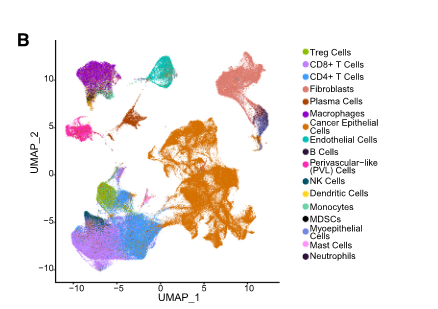 B
Treg Cells
CD8+ T Cells
CD4+ T Cells
Fibroblasts
Plasma Cells
Macrophages
Cancer Epithelial
Cells
Endothelial Cells
B Cells
Perivascular−like
(PVL) Cells
NK Cells
Dendritic Cells
Monocytes
MDSCs
Myoepithelial
Cells
Mast Cells
Neutrophils
UMAP_2
10
5
0
−5
−10
−10
−5
0
5
10
UMAP_1